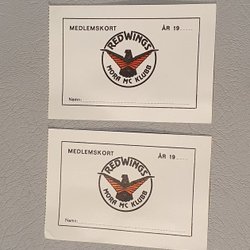 MEDLEMSKORT ÅR 19.....
REDWINGS
MORA MC KLUBB
Namn:
MEDLEMSKORT ÅR 19.....
REDWINGS
MORA MC KLUBB
Namn: